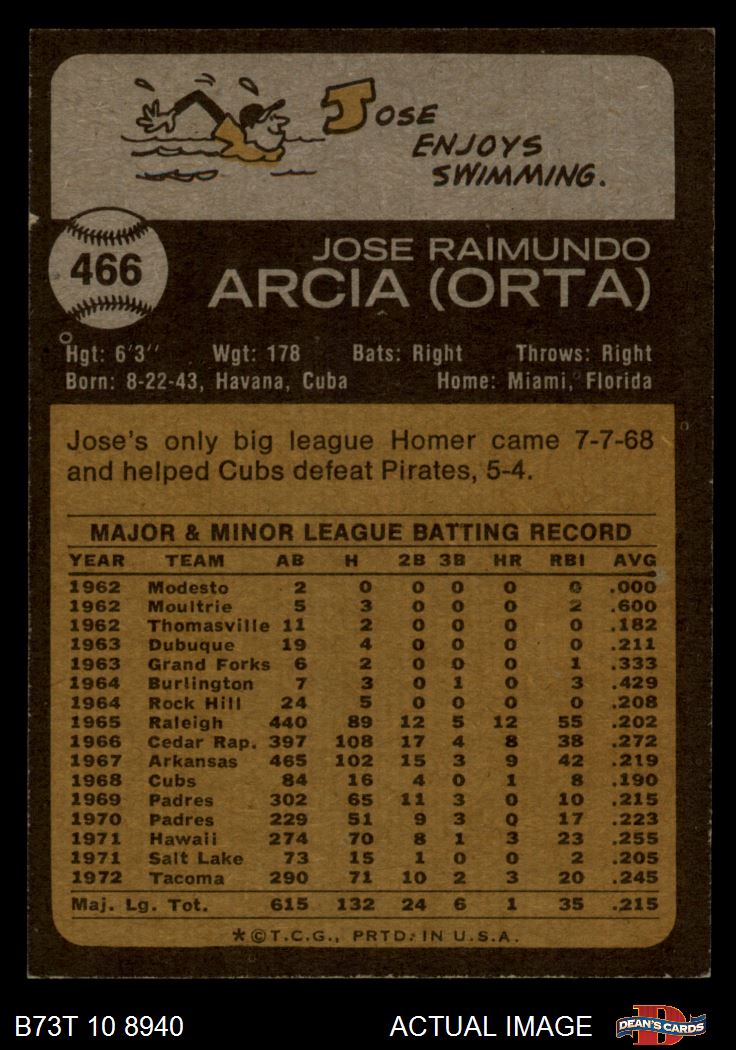 JOSE
ENJOYS
SWIMMING.
466
JOSE RAIMUNDO
ARCIA (ORTA)
Hgt: 6'3'' Wgt: 178 Bats: Right Throws: Right
Born: 8-22-43, Havana, Cuba Home: Miami, Florida
Jose's only big league Homer came 7-7-68
and helped Cubs defeat Pirates, 5-4.
MAJOR & MINOR LEAGUE BATTING RECORD
YEAR TEAM AB H 2B 3B HR RBI AVG
1962 Modesto 2 0 0 0 0 0 .000
1962 Moultrie 5 3 0 0 0 2 .600
1962 Thomasville 11 2 0 0 0 0 .182
1963 Dubuque 19 4 0 0 0 0 .211
1963 Grand Forks 6 2 0 0 0 1 .333
1964 Burlington 7 3 0 1 0 3 .429
1964 Rock Hill 24 5 0 0 0 0 .208
1965 Raleigh 440 89 12 5 12 55 .202
1966 Cedar Rap. 397 108 17 4 8 38 .272
1967 Arkansas 465 102 15 3 9 42 .219
1968 Cubs 84 16 4 0 1 8 .190
1969 Padres 302 65 11 3 0 10 .215
1970 Padres 229 51 9 3 0 17 .223
1971 Hawaii 274 70 8 1 3 23 .255
1971 Salt Lake 73 15 1 0 0 2 .205
1972 Tacoma 290 71 10 2 3 20 .245
Maj. Lg. Tot. 615 132 24 6 1 35 .215
*©T.C.G., PRTD. IN U.S.A.
B73T 10 8940 ACTUAL IMAGE D DEAN'S CARDS